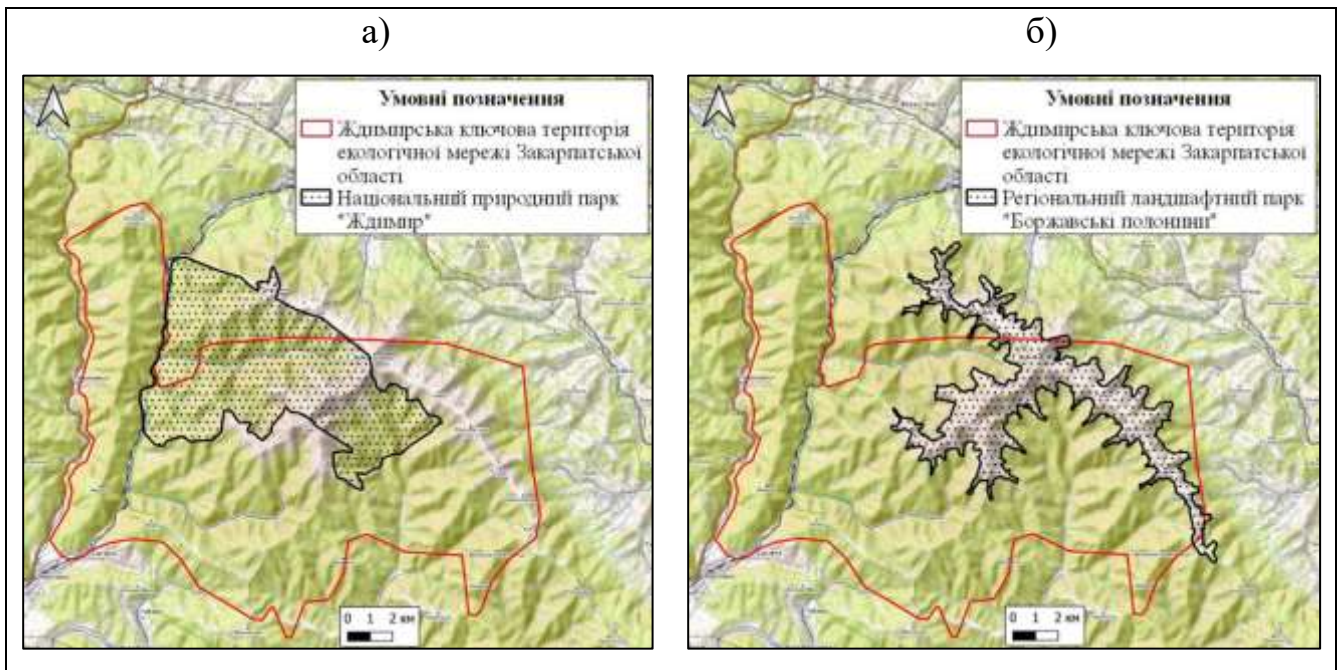 а)
б)
Умовні позначення
Ждимирська ключова територія
екологічної мережі Закарпатської
області
Національний природний парк
"Ждимир"
0 1 2 км
Умовні позначення
Ждимирська ключова територія
екологічної мережі Закарпатської
області
Регіональний ландшафтний парк
"Боржавські полонини"
0 1 2 км